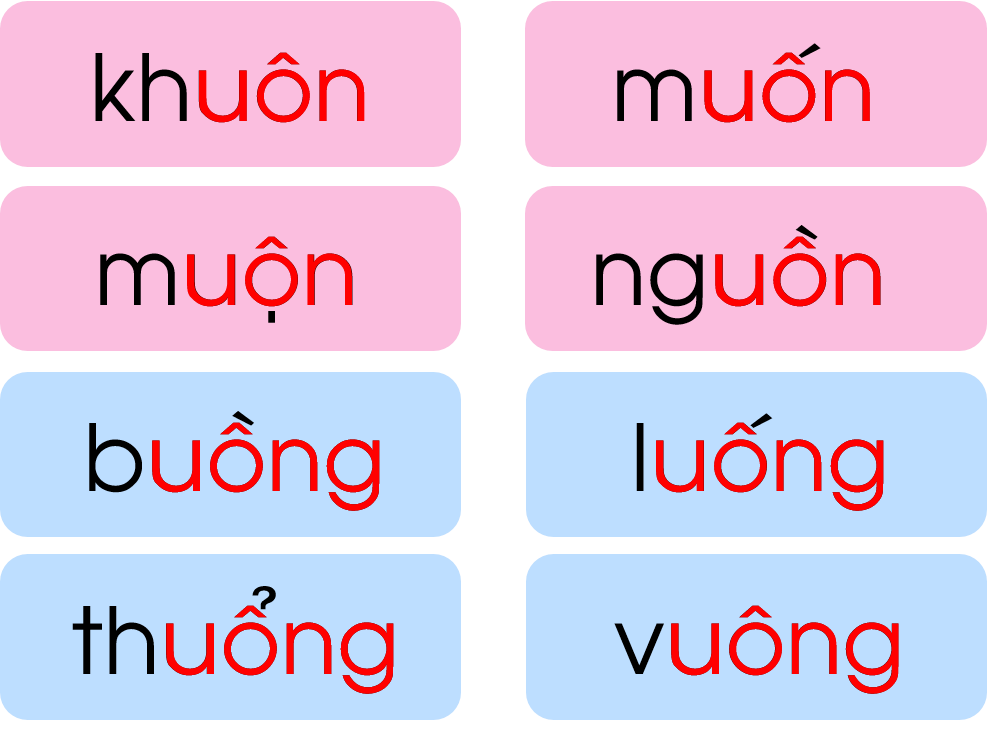 khuôn muốn
muộn nguồn
buồng luống
thuổng vuông